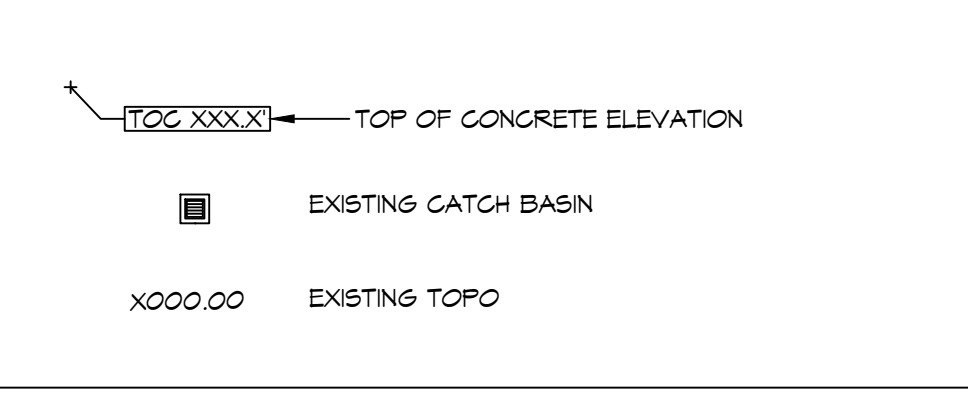 TOC XXX.X' TOP OF CONCRETE ELEVATION
EXISTING CATCH BASIN
X000.00 EXISTING TOPO